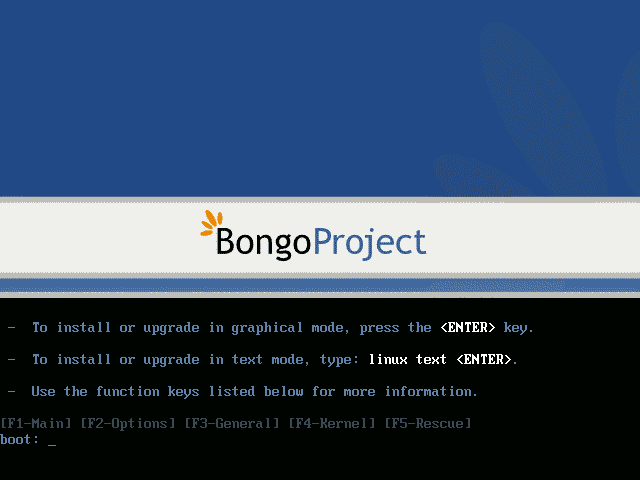 BongoProject
-  To install or upgrade in graphical mode, press the <ENTER> key.
-  To install or upgrade in text mode, type: linux text <ENTER>.
-  Use the function keys listed below for more information.
[F1-Main] [F2-Options] [F3-General] [F4-Kernel] [F5-Rescue]
boot: _